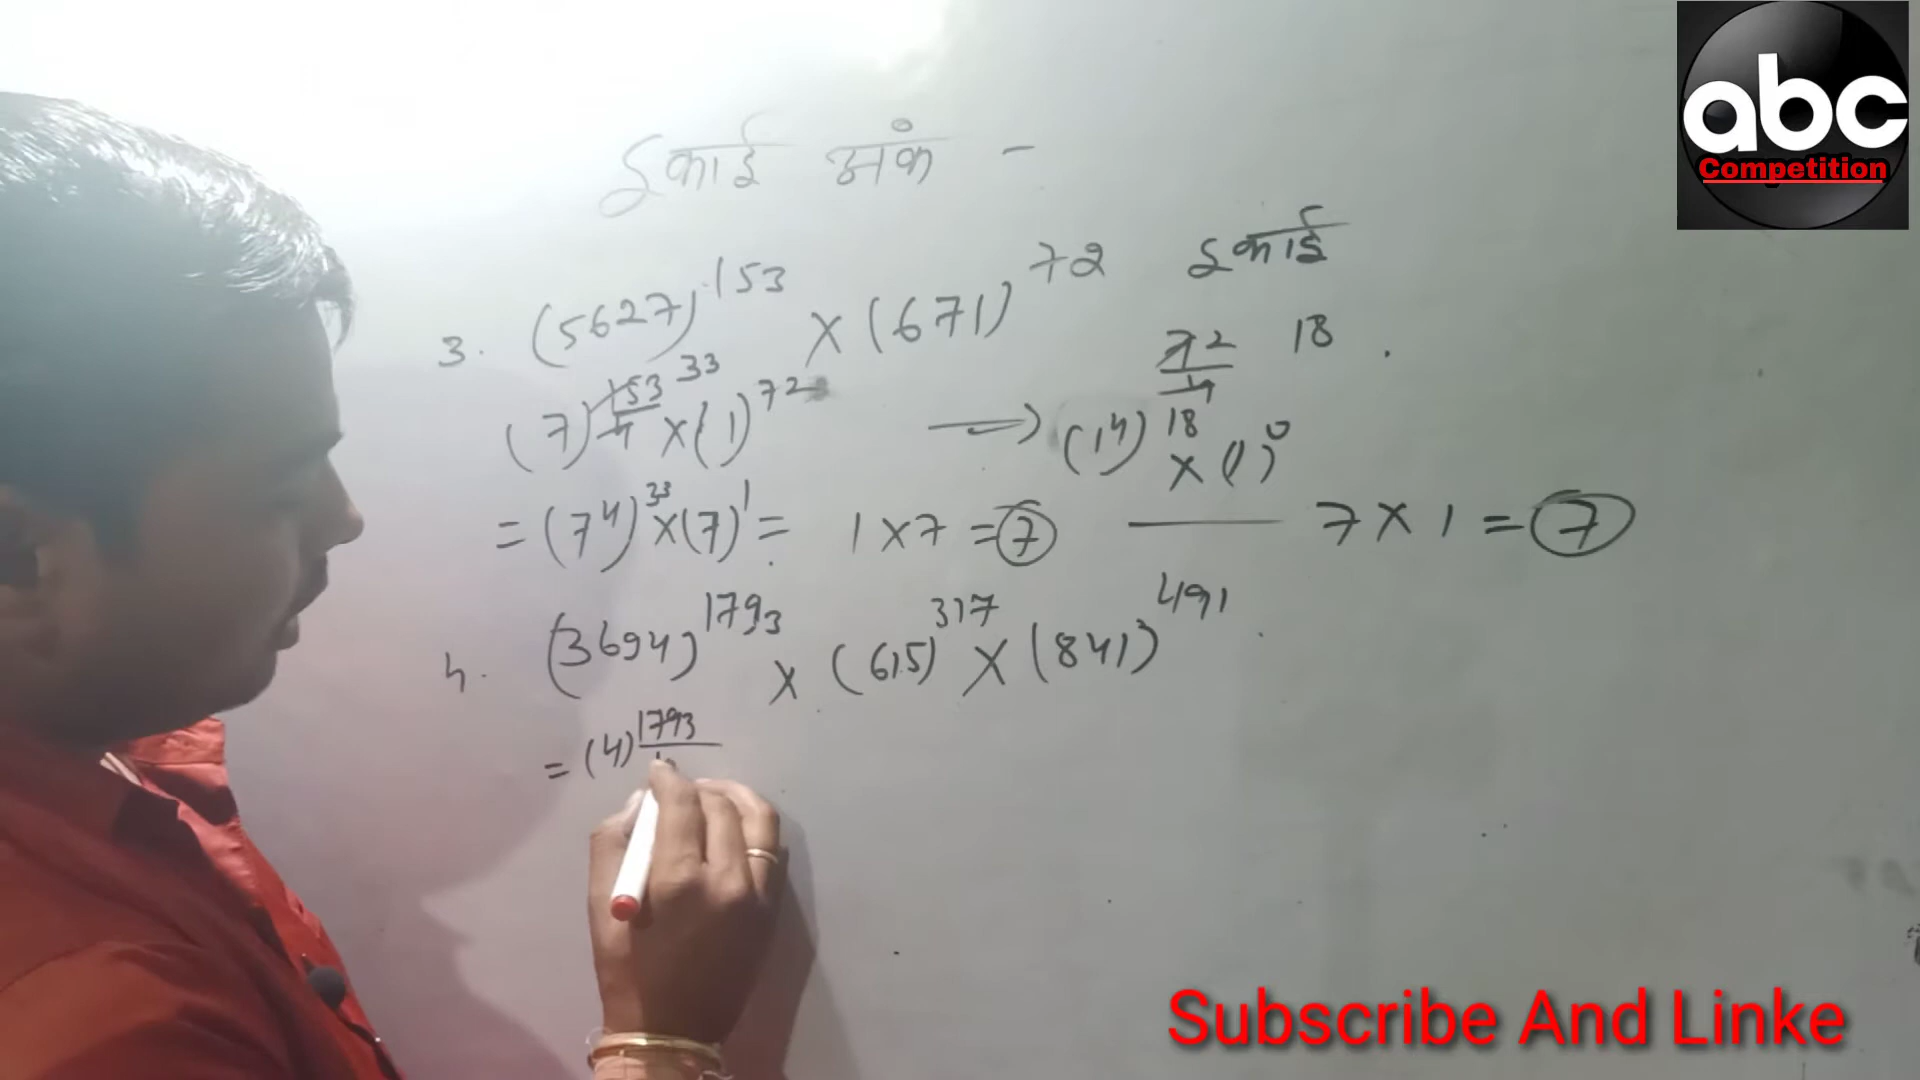 abc
Competition
इकाई अंक -
3. (5627)^153 × (671)^72 इकाई
72/4 18
(7)^153/4 33 × (1)^72 → (1^4)^18 × (1)^0
= (7^4)^33 × (7)^1 = 1 × 7 = 7 — 7 × 1 = 7
4. (3694)^1793 × (615)^317 × (841)^491
= (4)^1793
Subscribe And Linke